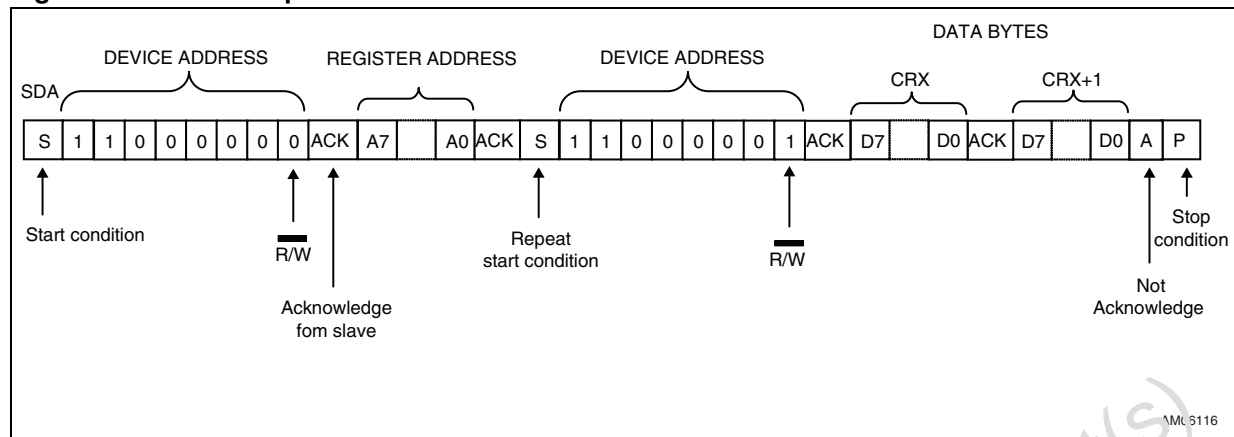 DATA BYTES
DEVICE ADDRESS REGISTER ADDRESS DEVICE ADDRESS CRX CRX+1
SDA
S 1 1 0 0 0 0 0 0 ACK A7 A0 ACK S 1 1 0 0 0 0 0 1 ACK D7 D0 ACK D7 D0 A P
Start condition
R/W
Acknowledge
fom slave
Repeat
start condition
R/W
Not
Acknowledge
Stop
condition
(s)